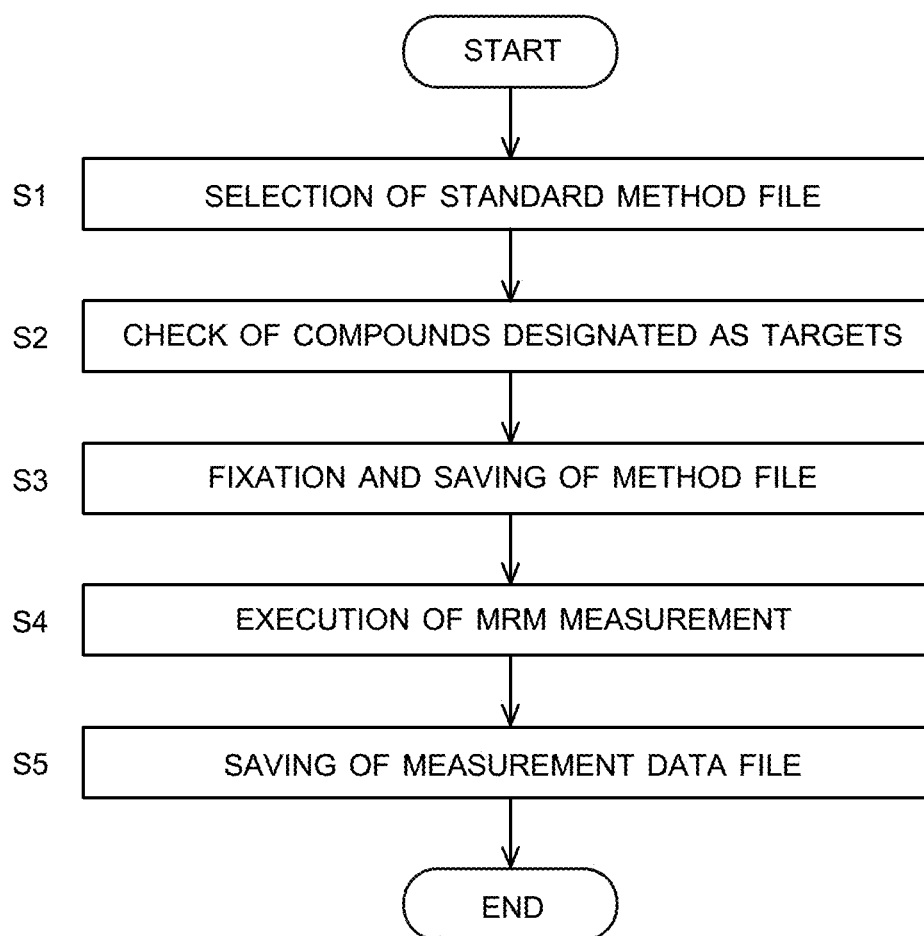 START
S1 SELECTION OF STANDARD METHOD FILE
S2 CHECK OF COMPOUNDS DESIGNATED AS TARGETS
S3 FIXATION AND SAVING OF METHOD FILE
S4 EXECUTION OF MRM MEASUREMENT
S5 SAVING OF MEASUREMENT DATA FILE
END